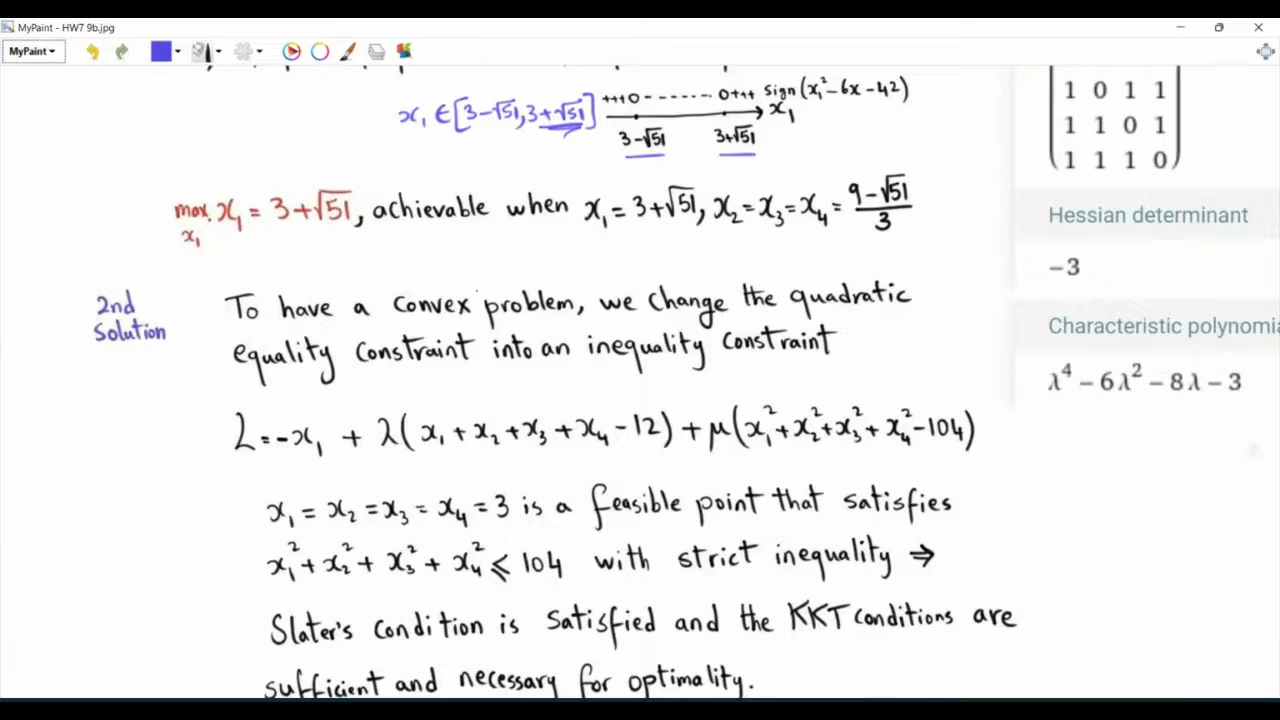 MyPaint - HW7 9b.jpg
MyPaint
x₁ ∈ [3-√51, 3+√51] +++0 - - - - - - - 0+++ Sign(x₁² - 6x - 42)
x₁
3-√51 3+√51
max x₁ = 3+√51, achievable when x₁ = 3+√51, x₂ = x₃ = x₄ = (9-√51)/3
x₁
2nd Solution
To have a convex problem, we change the quadratic
equality constraint into an inequality constraint
L = -x₁ + λ(x₁ + x₂ + x₃ + x₄ - 12) + μ(x₁² + x₂² + x₃² + x₄² - 104)
x₁ = x₂ = x₃ = x₄ = 3 is a feasible point that satisfies
x₁² + x₂² + x₃² + x₄² ≤ 104 with strict inequality ⇒
Slater's condition is satisfied and the KKT conditions are
sufficient and necessary for optimality.
1 0 1 1
1 1 0 1
1 1 1 0
Hessian determinant
-3
Characteristic polynomia
λ⁴ - 6λ² - 8λ - 3